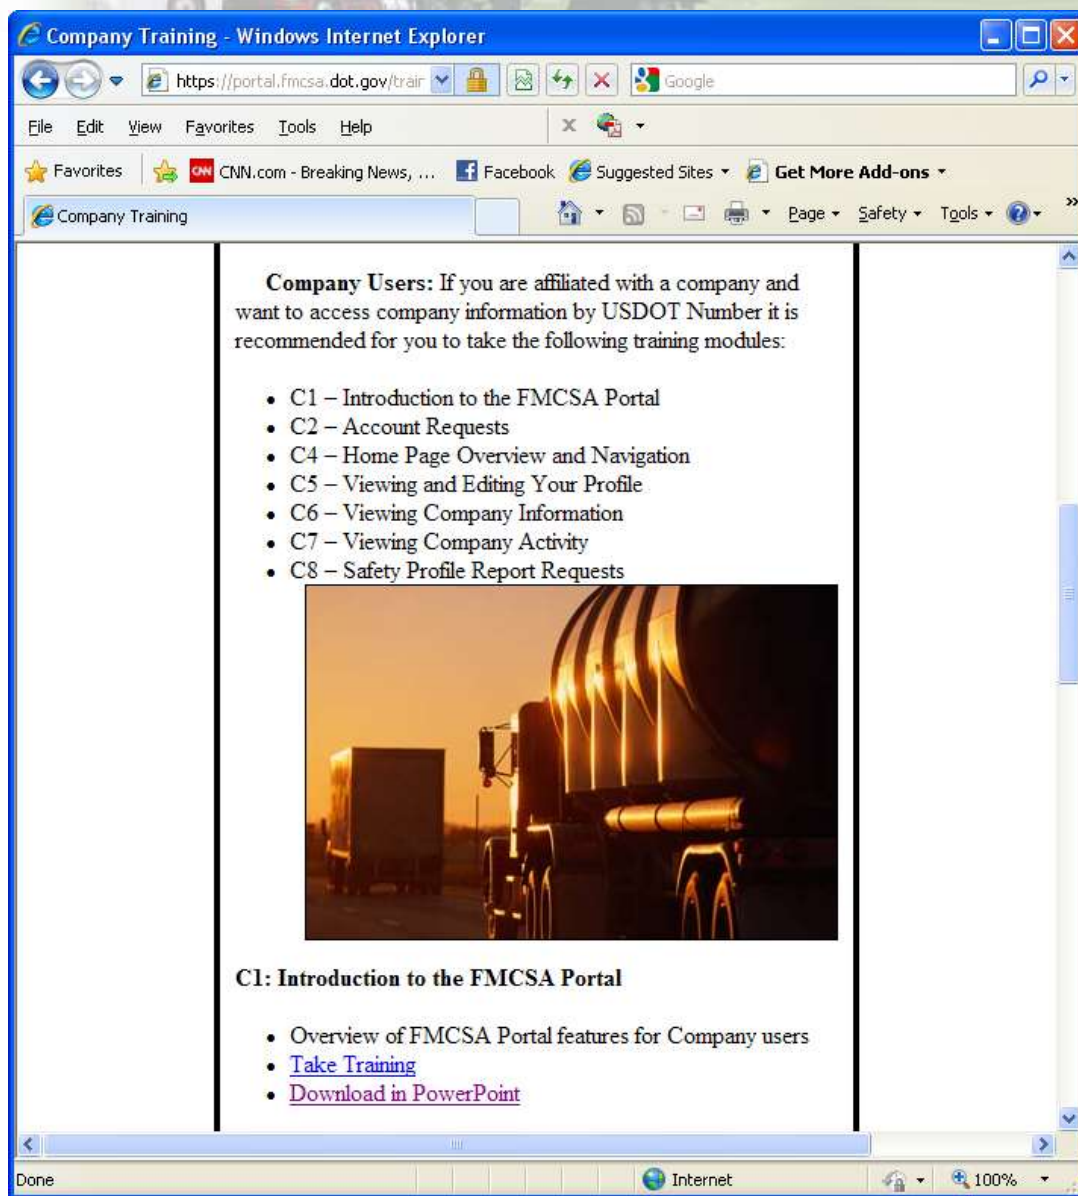 Company Training - Windows Internet Explorer
https://portal.fmcsa.dot.gov/train
Google
File Edit View Favorites Tools Help
Favorites CNN CNN.com - Breaking News, ... Facebook Suggested Sites Get More Add-ons
Company Training Page Safety Tools »
Company Users: If you are affiliated with a company and
want to access company information by USDOT Number it is
recommended for you to take the following training modules:
• C1 – Introduction to the FMCSA Portal
• C2 – Account Requests
• C4 – Home Page Overview and Navigation
• C5 – Viewing and Editing Your Profile
• C6 – Viewing Company Information
• C7 – Viewing Company Activity
• C8 – Safety Profile Report Requests
C1: Introduction to the FMCSA Portal
• Overview of FMCSA Portal features for Company users
• Take Training
• Download in PowerPoint
Done Internet 100%